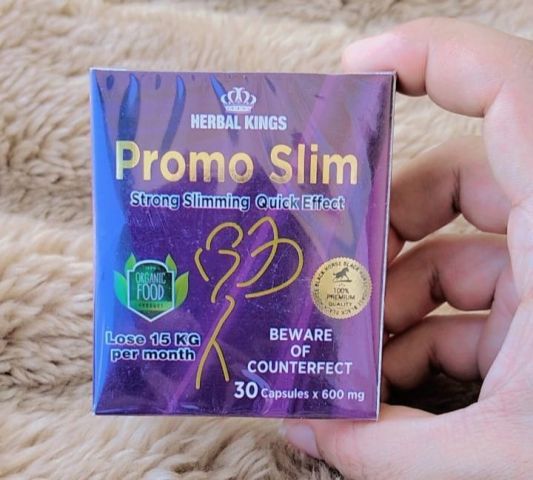 HERBAL KINGS
Promo Slim
Strong Slimming Quick Effect
ORGANIC
FOOD
100%
PREMIUM
QUALITY
Lose 15 KG
per month
BEWARE
OF
COUNTERFECT
30 Capsules x 600 mg